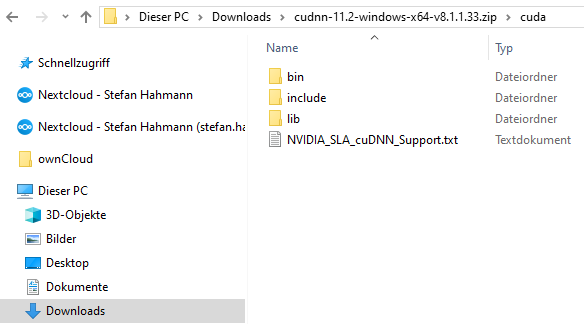 Dieser PC > Downloads > cudnn-11.2-windows-x64-v8.1.1.33.zip > cuda
Name Typ
Schnellzugriff
Nextcloud - Stefan Hahmann
Nextcloud - Stefan Hahmann (stefan.ha
ownCloud
Dieser PC
3D-Objekte
Bilder
Desktop
Dokumente
Downloads
bin Dateiordner
include Dateiordner
lib Dateiordner
NVIDIA_SLA_cuDNN_Support.txt Textdokument